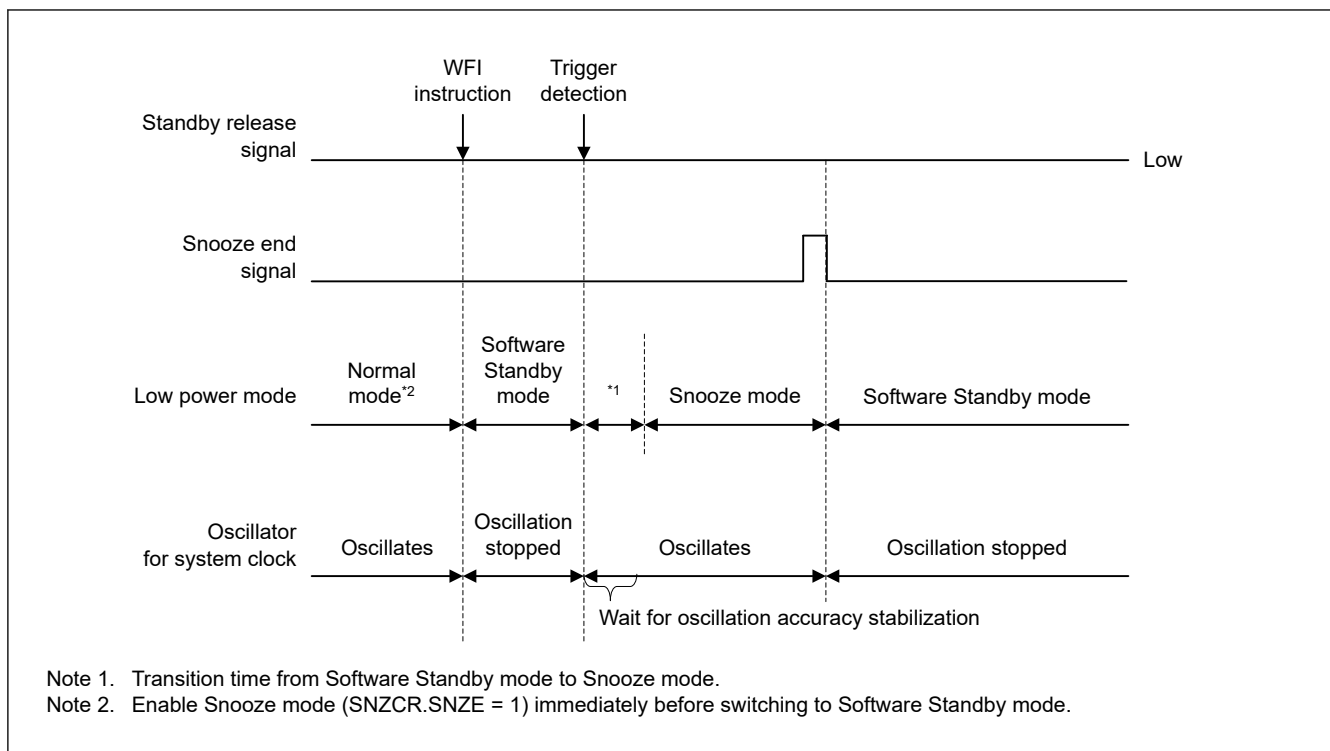 WFI
instruction
Trigger
detection
Standby release
signal
Low
Snooze end
signal
Low power mode
Normal
mode*2
Software
Standby
mode
*1
Snooze mode
Software Standby mode
Oscillator
for system clock
Oscillates
Oscillation
stopped
Oscillates
Oscillation stopped
Wait for oscillation accuracy stabilization
Note 1. Transition time from Software Standby mode to Snooze mode.
Note 2. Enable Snooze mode (SNZCR.SNZE = 1) immediately before switching to Software Standby mode.